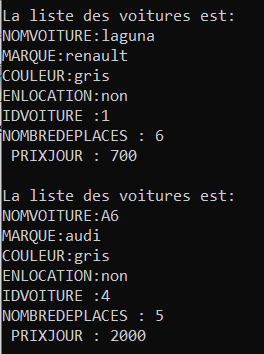 La liste des voitures est:
NOMVOITURE:laguna
MARQUE:renault
COULEUR:gris
ENLOCATION:non
IDVOITURE :1
NOMBREDEPLACES : 6
 PRIXJOUR : 700

La liste des voitures est:
NOMVOITURE:A6
MARQUE:audi
COULEUR:gris
ENLOCATION:non
IDVOITURE :4
NOMBREDEPLACES : 5
 PRIXJOUR : 2000